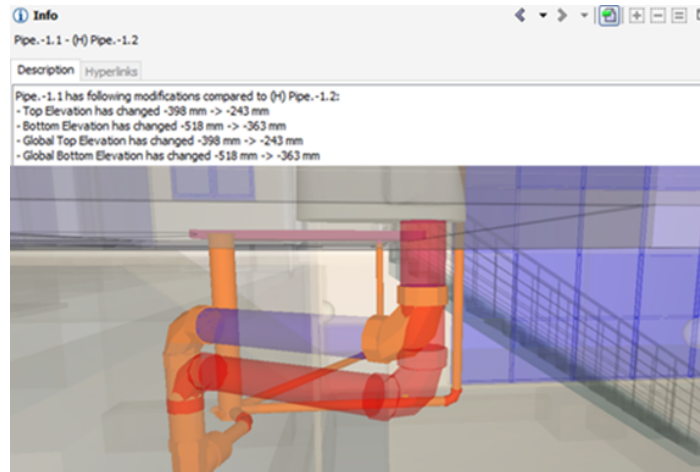 Info
Pipe.-1.1 - (H) Pipe.-1.2
Description Hyperlinks
Pipe.-1.1 has following modifications compared to (H) Pipe.-1.2:
- Top Elevation has changed -398 mm -> -243 mm
- Bottom Elevation has changed -518 mm -> -363 mm
- Global Top Elevation has changed -398 mm -> -243 mm
- Global Bottom Elevation has changed -518 mm -> -363 mm